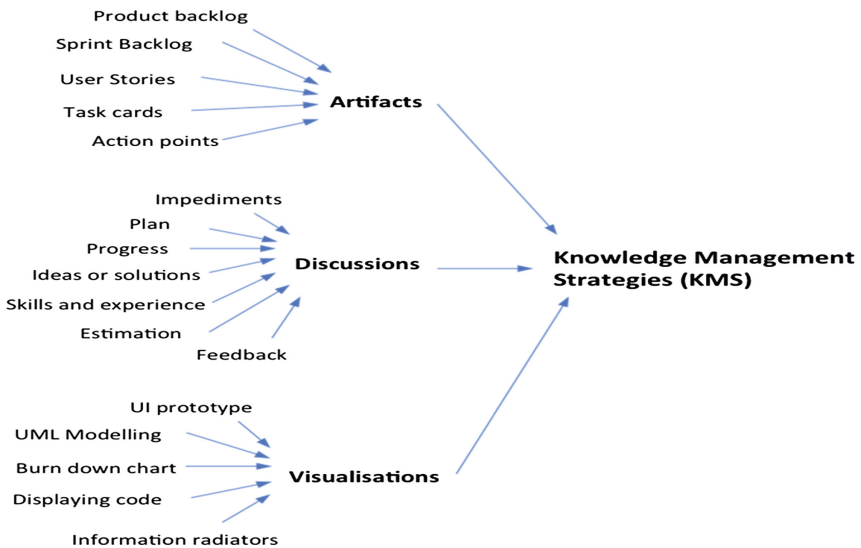 Product backlog
Sprint Backlog
User Stories
Task cards
Action points
Artifacts
Impediments
Plan
Progress
Ideas or solutions
Skills and experience
Estimation
Feedback
Discussions
UI prototype
UML Modelling
Burn down chart
Displaying code
Information radiators
Visualisations
Knowledge Management
Strategies (KMS)